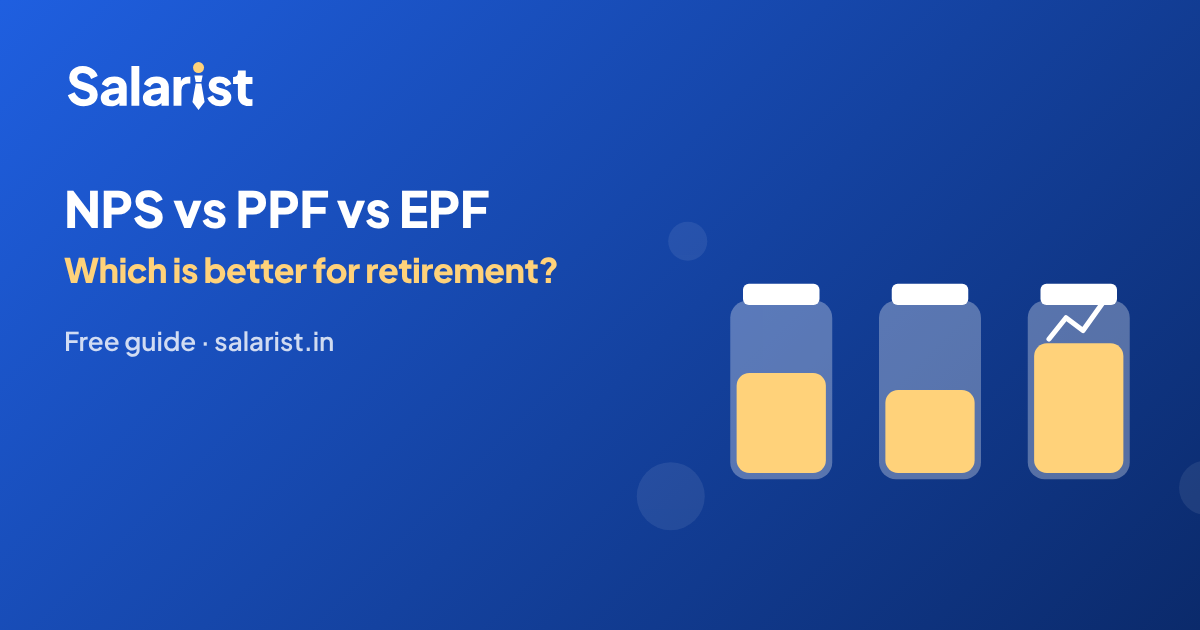 Salarist
NPS vs PPF vs EPF
Which is better for retirement?
Free guide · salarist.in